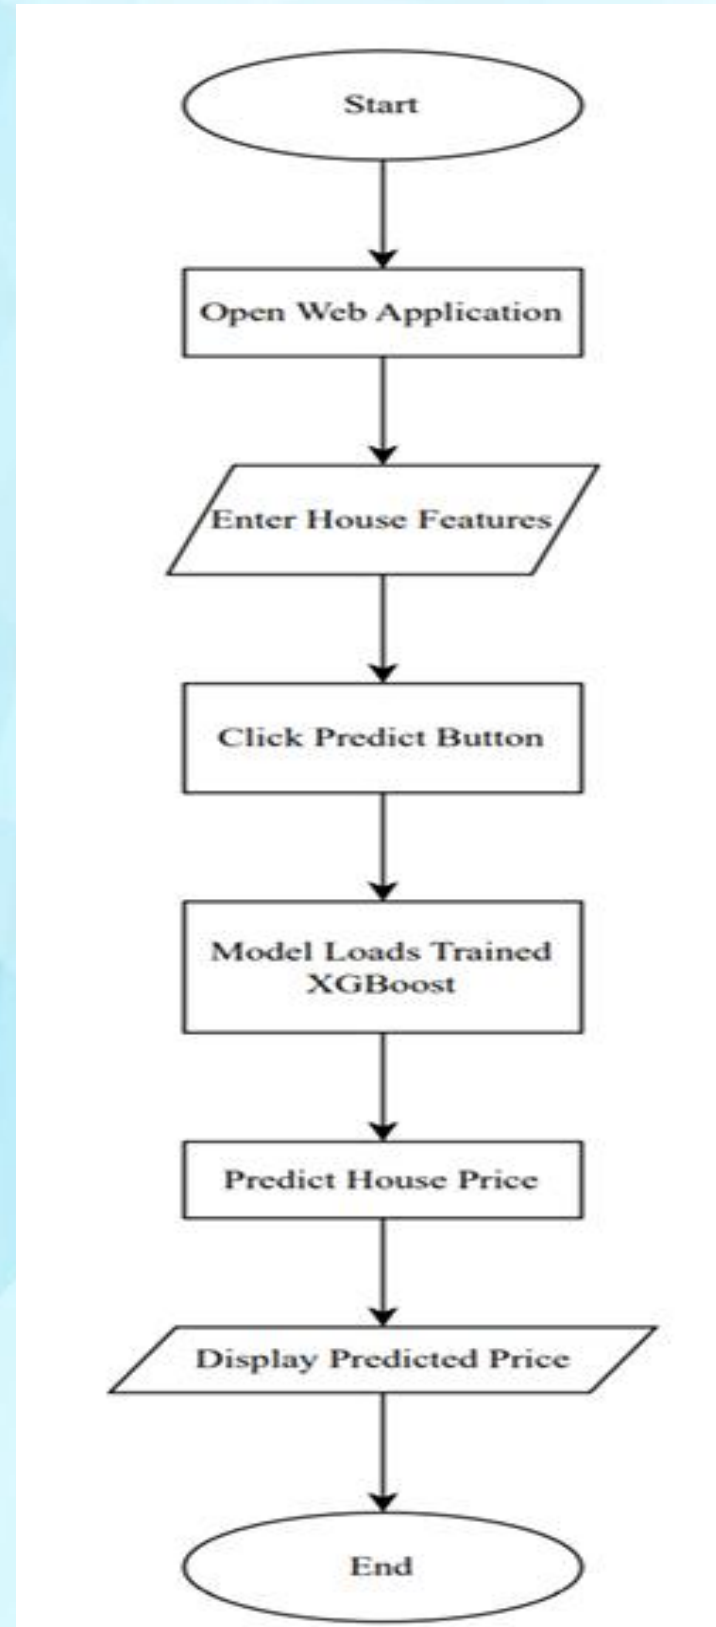 Start
Open Web Application
Enter House Features
Click Predict Button
Model Loads Trained
XGBoost
Predict House Price
Display Predicted Price
End